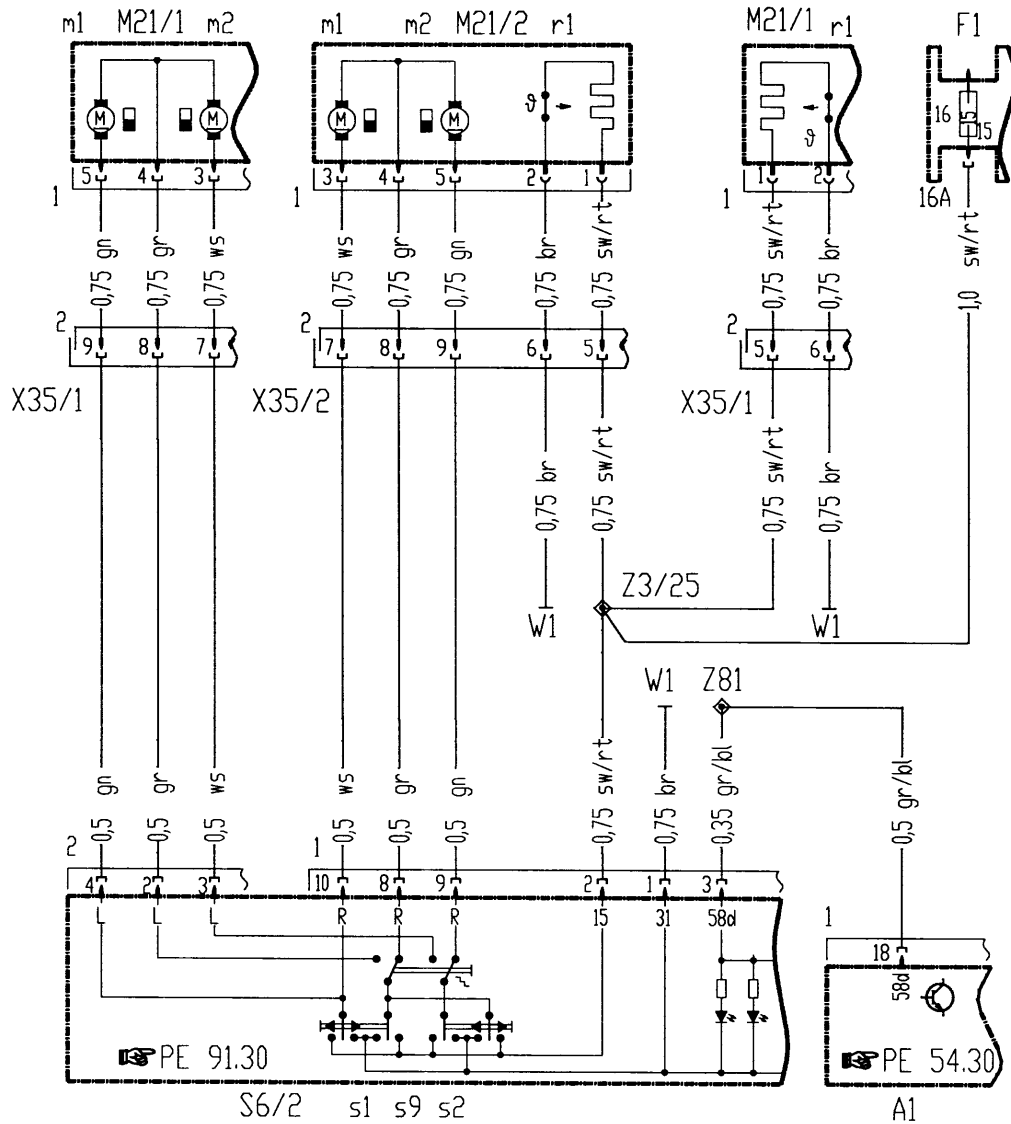 m1 M21/1 m2 m1 m2 M21/2 r1 M21/1 r1 F1
M M M M ϑ ϑ 16 5 15
5 4 3 3 4 5 2 1 1 2
1 1 1 16A
0,75 gn 0,75 gr 0,75 ws 0,75 ws 0,75 gr 0,75 gn 0,75 br 0,75 sw/rt 0,75 sw/rt 0,75 br 1,0 sw/rt
2 2 2
9 8 7 7 8 9 6 5 5 6
X35/1 X35/2 X35/1
0,75 br 0,75 sw/rt 0,75 sw/rt 0,75 br
Z3/25
W1 W1
W1 Z81
0,5 gn 0,5 gr 0,5 ws 0,5 ws 0,5 gr 0,5 gn 0,75 sw/rt 0,75 br 0,35 gr/bl 0,5 gr/bl
2 1
4 2 3 10 8 9 2 1 3
L L L R R R 15 31 58d
1
18
58d
PE 91.30 PE 54.30
S6/2 s1 s9 s2 A1